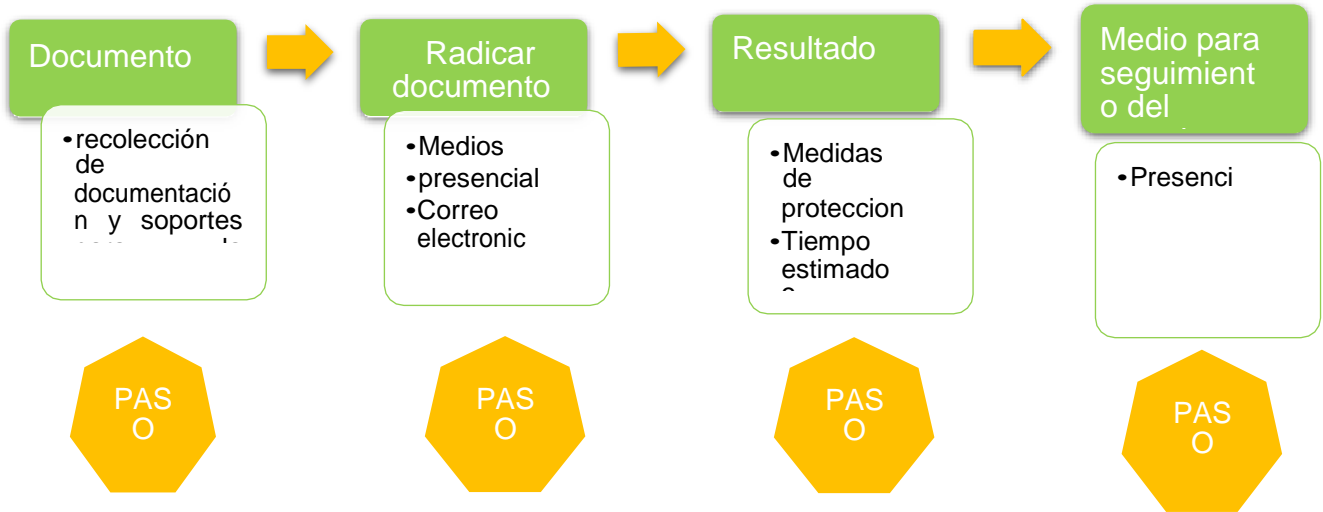 Documento
•recolección
de
documentació
n y soportes
Radicar
documento
•Medios
•presencial
•Correo
electronic
Resultado
•Medidas
de
proteccion
•Tiempo
estimado
Medio para
seguimient
o del
•Presenci
PAS
O
PAS
O
PAS
O
PAS
O